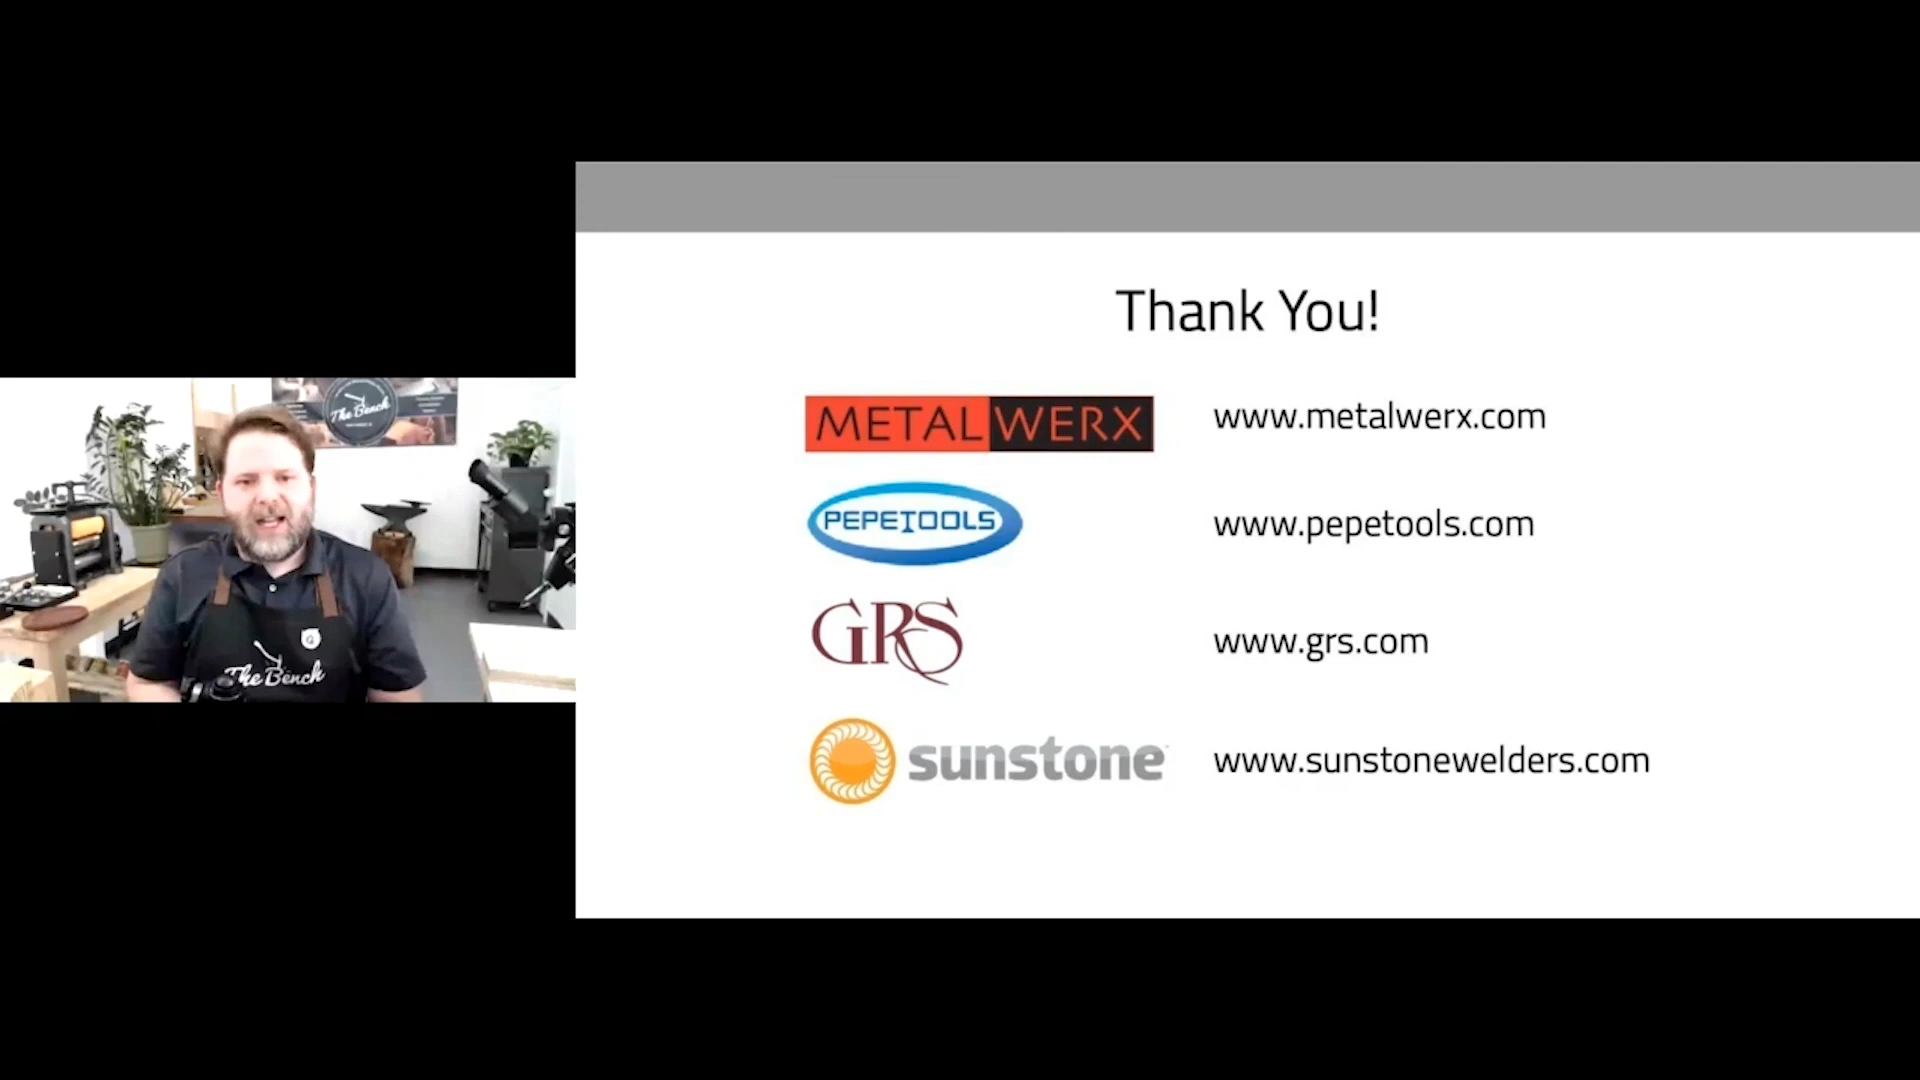 The Bench
The Bench
Thank You!
METALWERX
www.metalwerx.com
PEPETOOLS
www.pepetools.com
GRS
www.grs.com
sunstone
www.sunstonewelders.com